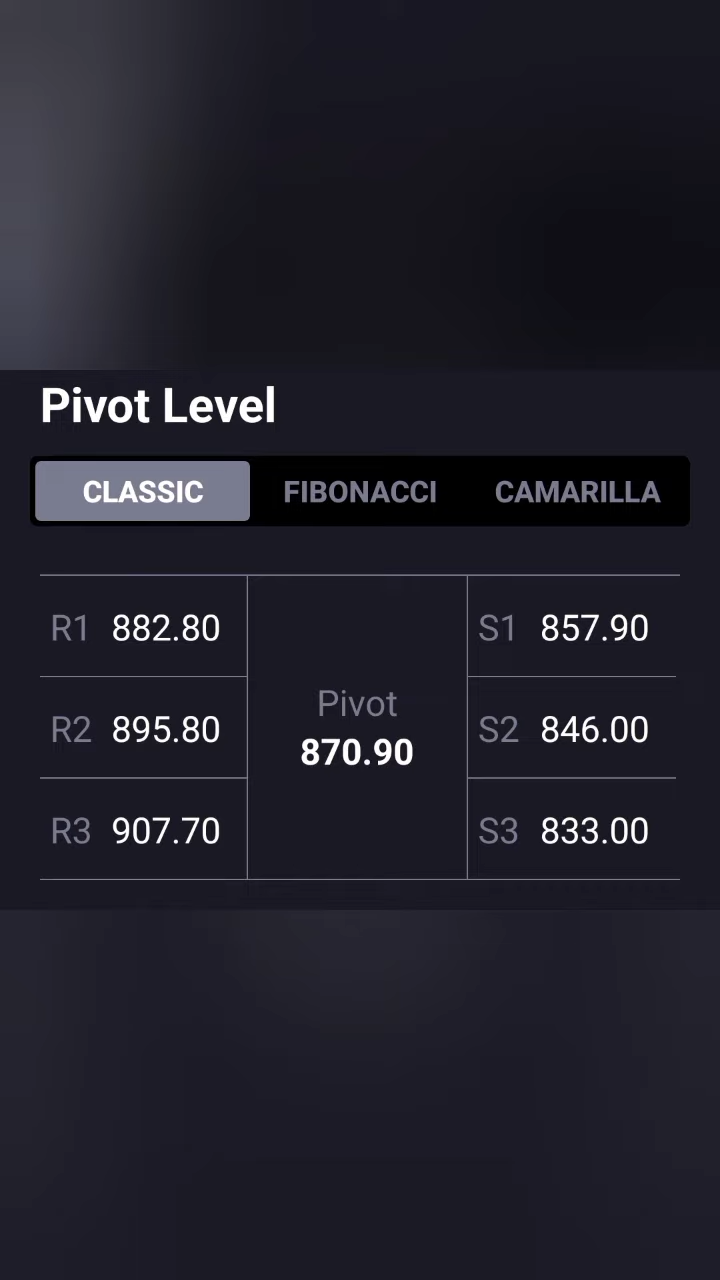 Pivot Level
CLASSIC FIBONACCI CAMARILLA
R1 882.80
R2 895.80
R3 907.70
Pivot
870.90
S1 857.90
S2 846.00
S3 833.00